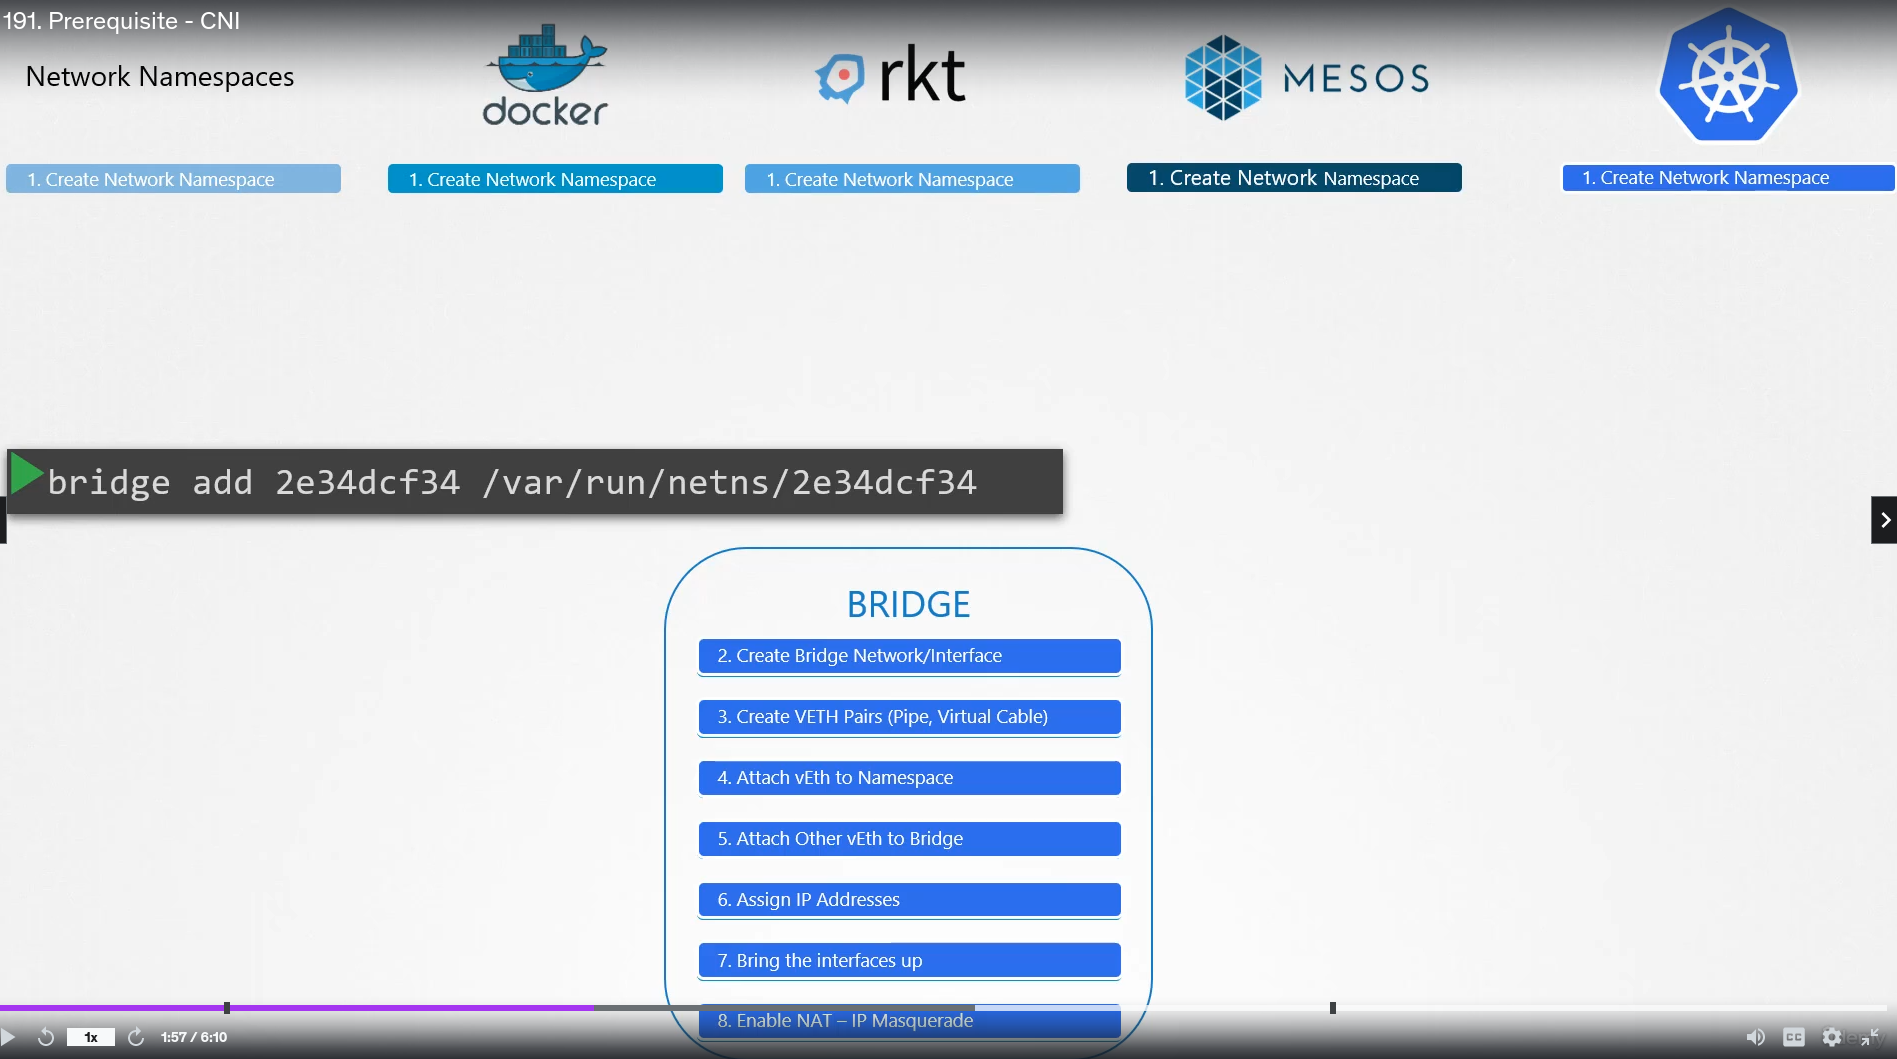 191. Prerequisite - CNI
Network Namespaces
docker
rkt
MESOS
1. Create Network Namespace
1. Create Network Namespace
1. Create Network Namespace
1. Create Network Namespace
1. Create Network Namespace
bridge add 2e34dcf34 /var/run/netns/2e34dcf34
BRIDGE
2. Create Bridge Network/Interface
3. Create VETH Pairs (Pipe, Virtual Cable)
4. Attach vEth to Namespace
5. Attach Other vEth to Bridge
6. Assign IP Addresses
7. Bring the interfaces up
8. Enable NAT – IP Masquerade
1x
1:57 / 6:10
CC